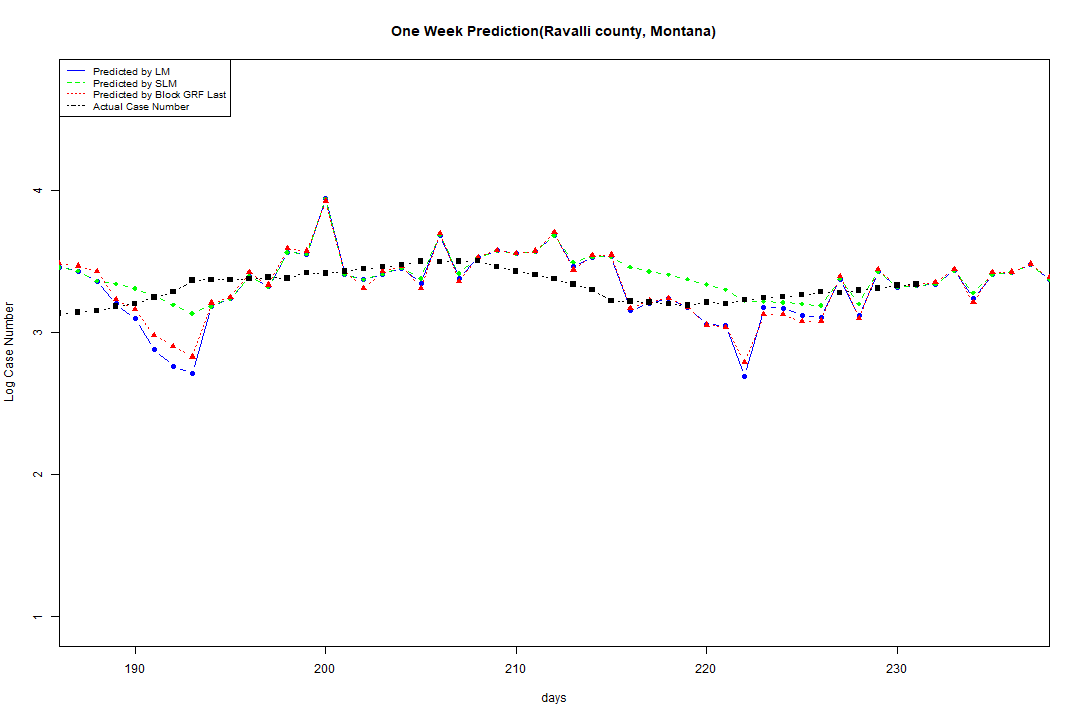 One Week Prediction(Ravalli county, Montana)
Predicted by LM
Predicted by SLM
Predicted by Block GRF Last
Actual Case Number
Log Case Number
4
3
2
1
190 200 210 220 230
days